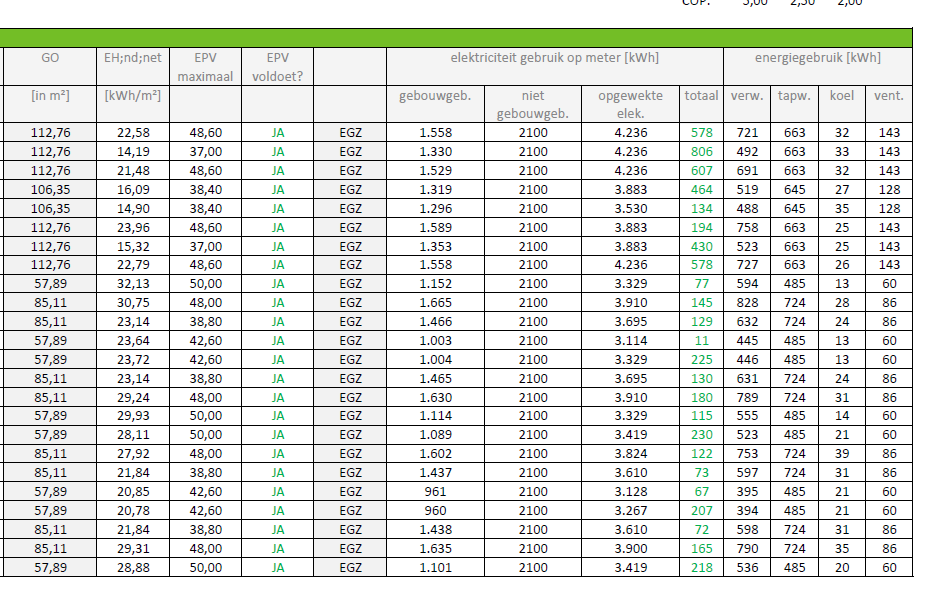 COP: 5,00 2,50 2,00
GO EH;nd;net EPV maximaal EPV voldoet? elektriciteit gebruik op meter [kWh] energiegebruik [kWh]
[in m²] [kWh/m²] gebouwgeb. niet gebouwgeb. opgewekte elek. totaal verw. tapw. koel vent.
112,76 22,58 48,60 JA EGZ 1.558 2100 4.236 578 721 663 32 143
112,76 14,19 37,00 JA EGZ 1.330 2100 4.236 806 492 663 33 143
112,76 21,48 48,60 JA EGZ 1.529 2100 4.236 607 691 663 32 143
106,35 16,09 38,40 JA EGZ 1.319 2100 3.883 464 519 645 27 128
106,35 14,90 38,40 JA EGZ 1.296 2100 3.530 134 488 645 35 128
112,76 23,96 48,60 JA EGZ 1.589 2100 3.883 194 758 663 25 143
112,76 15,32 37,00 JA EGZ 1.353 2100 3.883 430 523 663 25 143
112,76 22,79 48,60 JA EGZ 1.558 2100 4.236 578 727 663 26 143
57,89 32,13 50,00 JA EGZ 1.152 2100 3.329 77 594 485 13 60
85,11 30,75 48,00 JA EGZ 1.665 2100 3.910 145 828 724 28 86
85,11 23,14 38,80 JA EGZ 1.466 2100 3.695 129 632 724 24 86
57,89 23,64 42,60 JA EGZ 1.003 2100 3.114 11 445 485 13 60
57,89 23,72 42,60 JA EGZ 1.004 2100 3.329 225 446 485 13 60
85,11 23,14 38,80 JA EGZ 1.465 2100 3.695 130 631 724 24 86
85,11 29,24 48,00 JA EGZ 1.630 2100 3.910 180 789 724 31 86
57,89 29,93 50,00 JA EGZ 1.114 2100 3.329 115 555 485 14 60
57,89 28,11 50,00 JA EGZ 1.089 2100 3.419 230 523 485 21 60
85,11 27,92 48,00 JA EGZ 1.602 2100 3.824 122 753 724 39 86
85,11 21,84 38,80 JA EGZ 1.437 2100 3.610 73 597 724 31 86
57,89 20,85 42,60 JA EGZ 961 2100 3.128 67 395 485 21 60
57,89 20,78 42,60 JA EGZ 960 2100 3.267 207 394 485 21 60
85,11 21,84 38,80 JA EGZ 1.438 2100 3.610 72 598 724 31 86
85,11 29,31 48,00 JA EGZ 1.635 2100 3.900 165 790 724 35 86
57,89 28,88 50,00 JA EGZ 1.101 2100 3.419 218 536 485 20 60